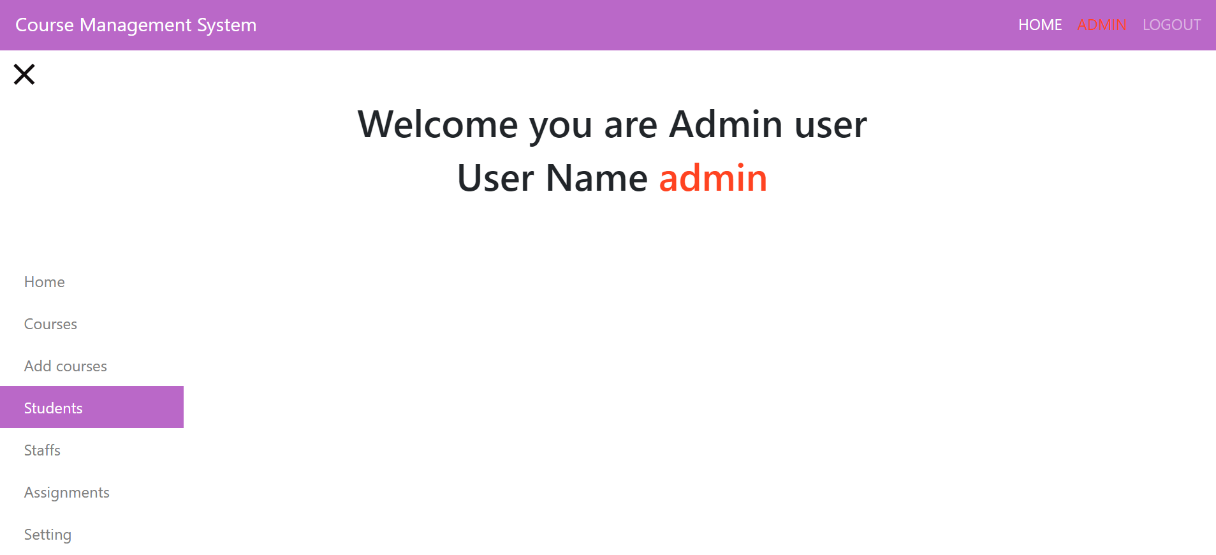 Course Management System
HOME ADMIN LOGOUT
Welcome you are Admin user
User Name admin
Home
Courses
Add courses
Students
Staffs
Assignments
Setting